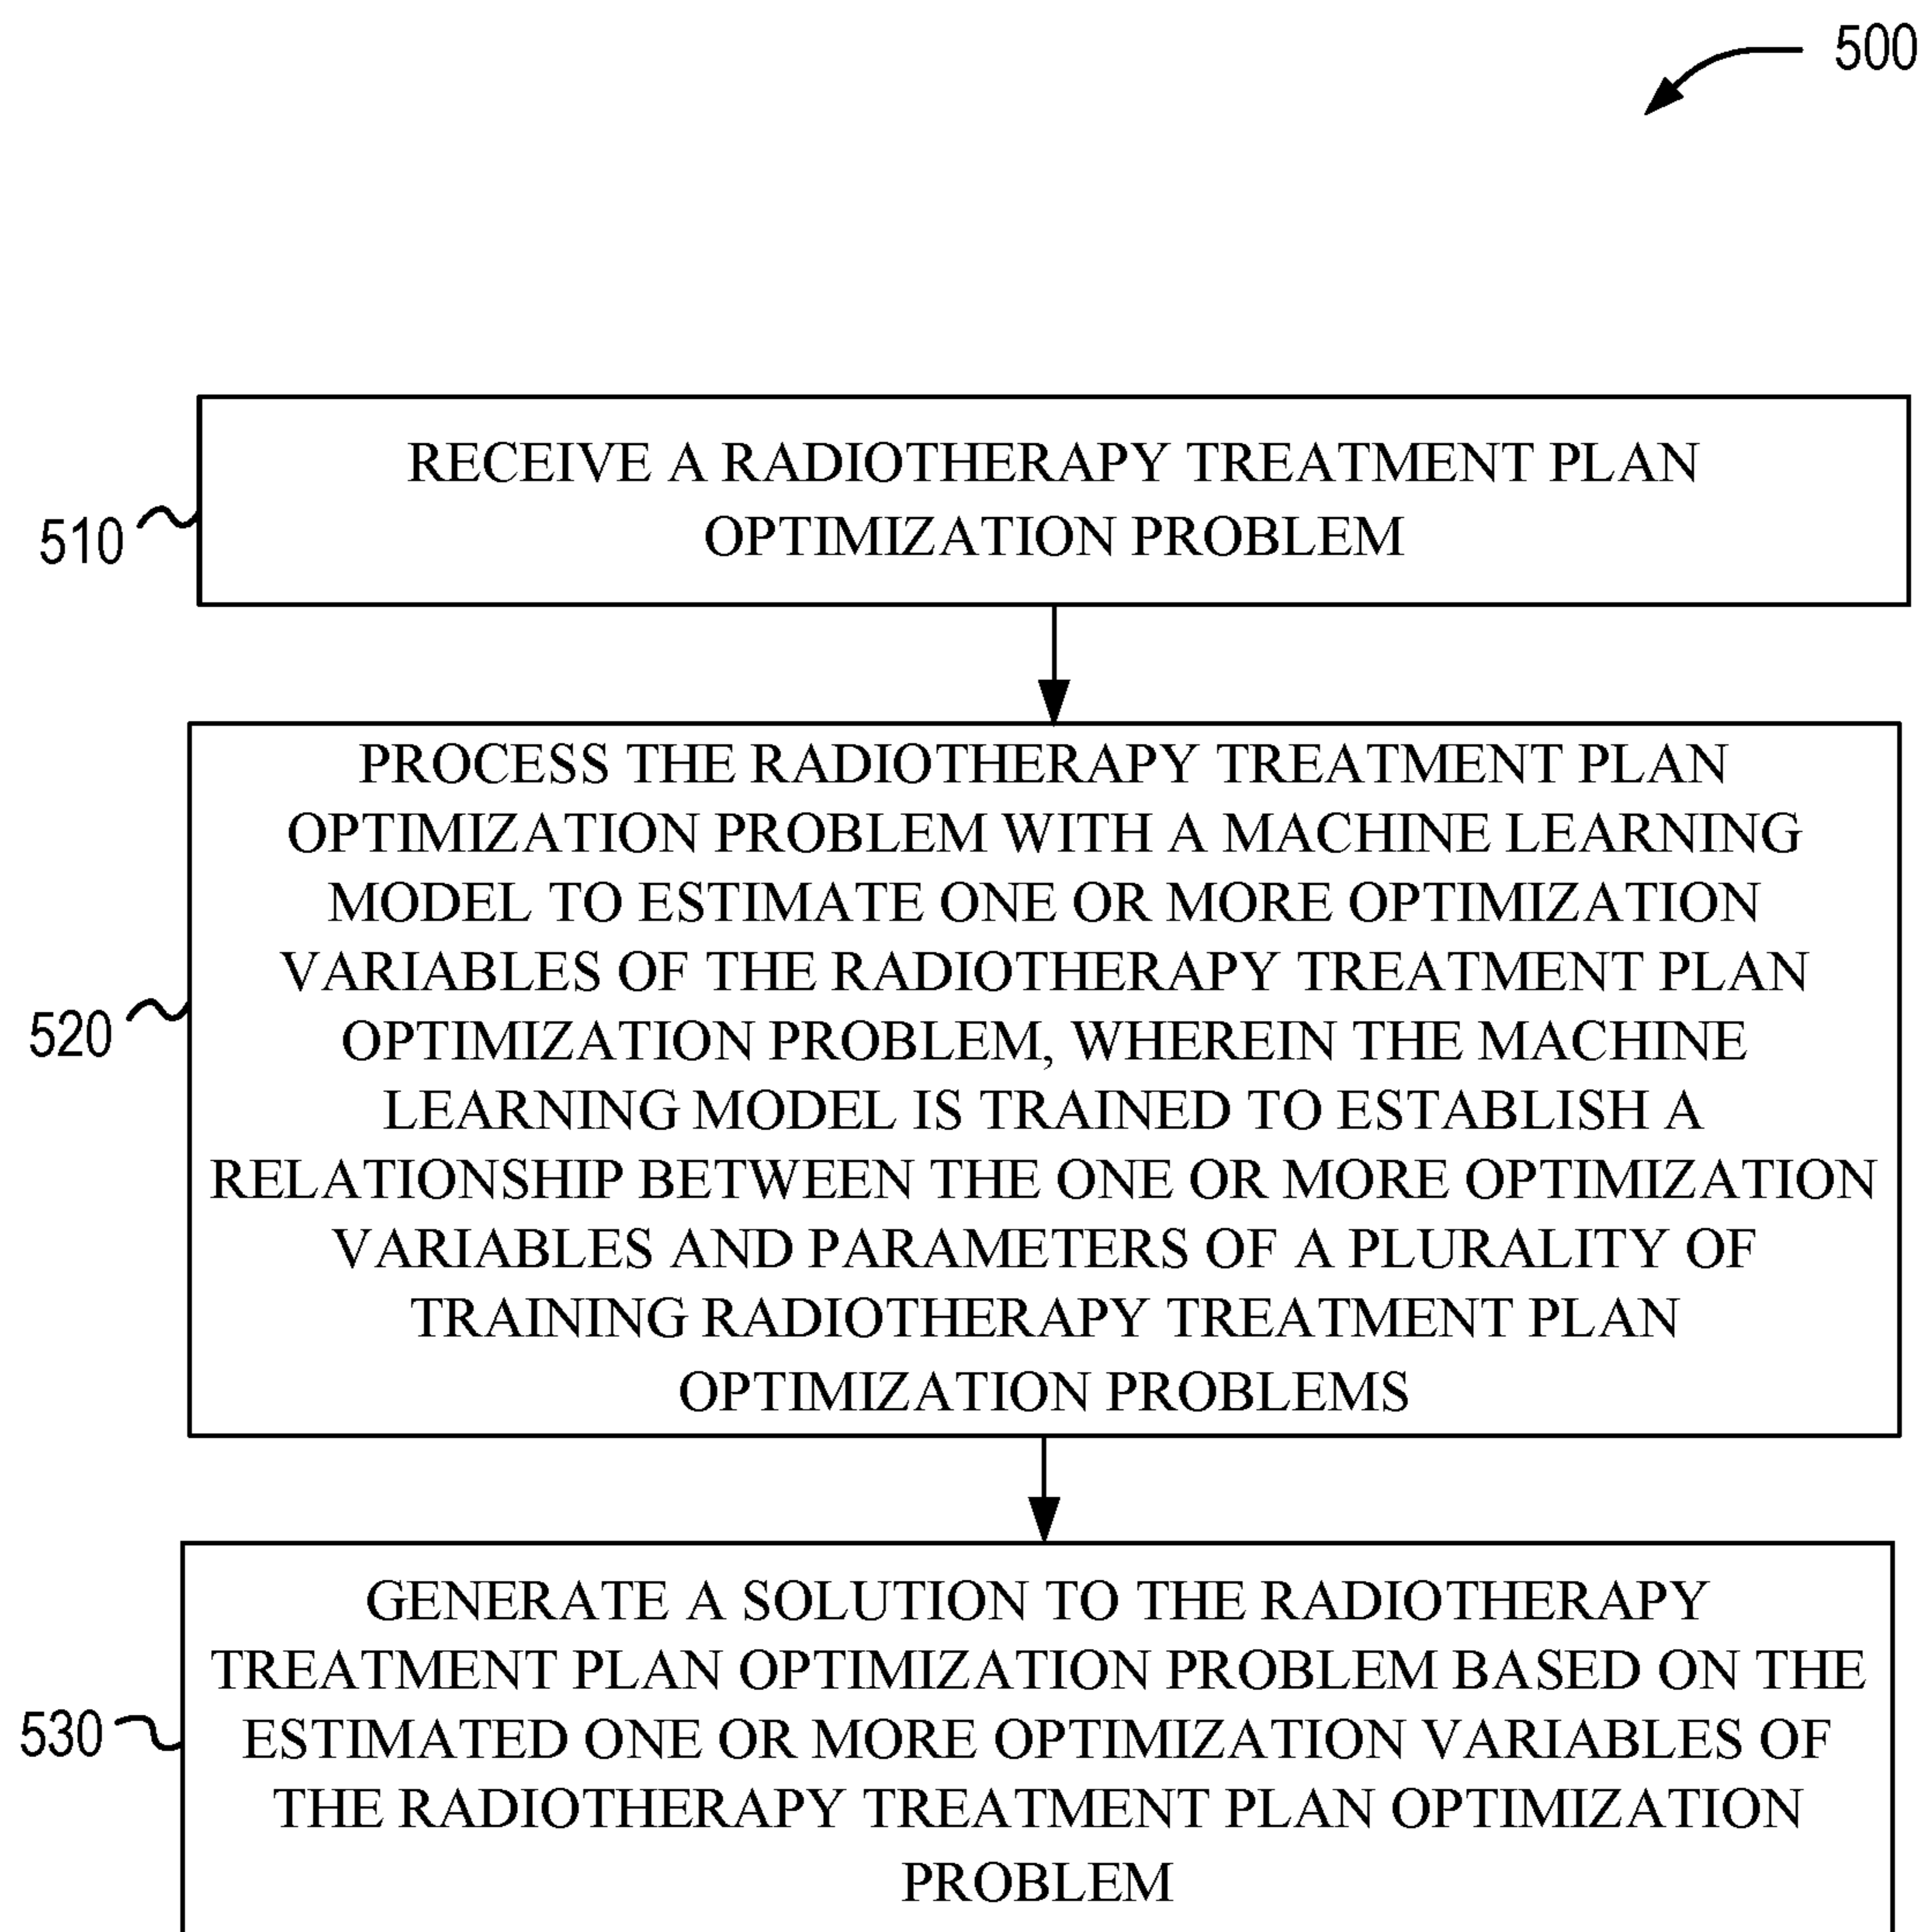 500
RECEIVE A RADIOTHERAPY TREATMENT PLAN
OPTIMIZATION PROBLEM
510
PROCESS THE RADIOTHERAPY TREATMENT PLAN
OPTIMIZATION PROBLEM WITH A MACHINE LEARNING
MODEL TO ESTIMATE ONE OR MORE OPTIMIZATION
VARIABLES OF THE RADIOTHERAPY TREATMENT PLAN
OPTIMIZATION PROBLEM, WHEREIN THE MACHINE
LEARNING MODEL IS TRAINED TO ESTABLISH A
RELATIONSHIP BETWEEN THE ONE OR MORE OPTIMIZATION
VARIABLES AND PARAMETERS OF A PLURALITY OF
TRAINING RADIOTHERAPY TREATMENT PLAN
OPTIMIZATION PROBLEMS
520
GENERATE A SOLUTION TO THE RADIOTHERAPY
TREATMENT PLAN OPTIMIZATION PROBLEM BASED ON THE
ESTIMATED ONE OR MORE OPTIMIZATION VARIABLES OF
THE RADIOTHERAPY TREATMENT PLAN OPTIMIZATION
PROBLEM
530